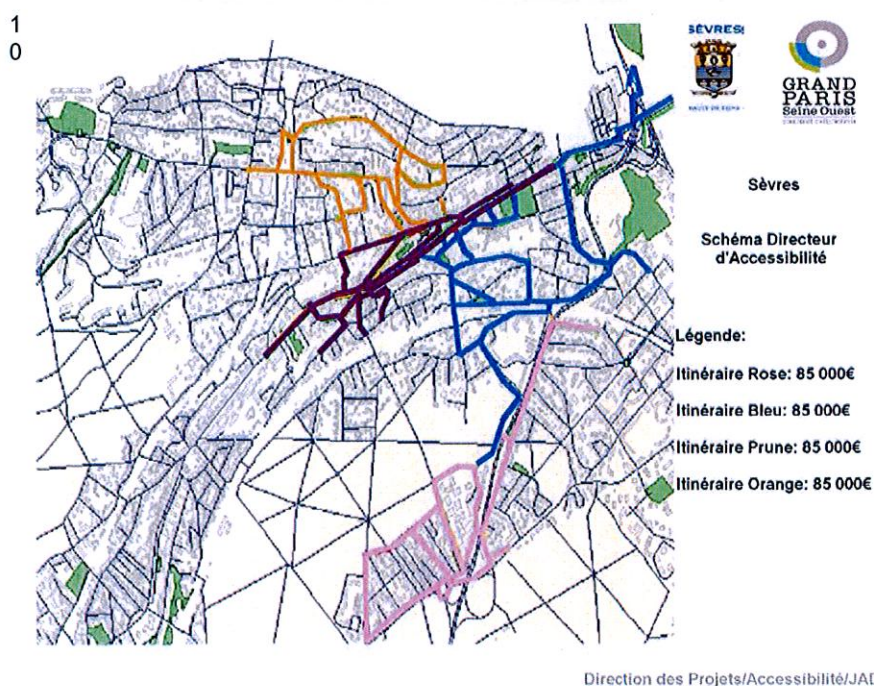 1
0
SÈVRES
GRAND
PARIS
Seine Ouest
Sèvres
Schéma Directeur
d'Accessibilité
Légende:
Itinéraire Rose: 85 000€
Itinéraire Bleu: 85 000€
Itinéraire Prune: 85 000€
Itinéraire Orange: 85 000€
Direction des Projets/Accessibilité/JAD